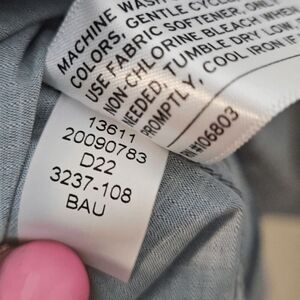 MACHINE WASH
COLORS, GENTLE CYCLE
USE FABRIC SOFTENER, ONLY
NON-CHLORINE BLEACH WHEN
NEEDED, TUMBLE DRY LOW
PROMPTLY, COOL IRON IF
RN#106803
13611
20090783
D22
3237-108
BAU